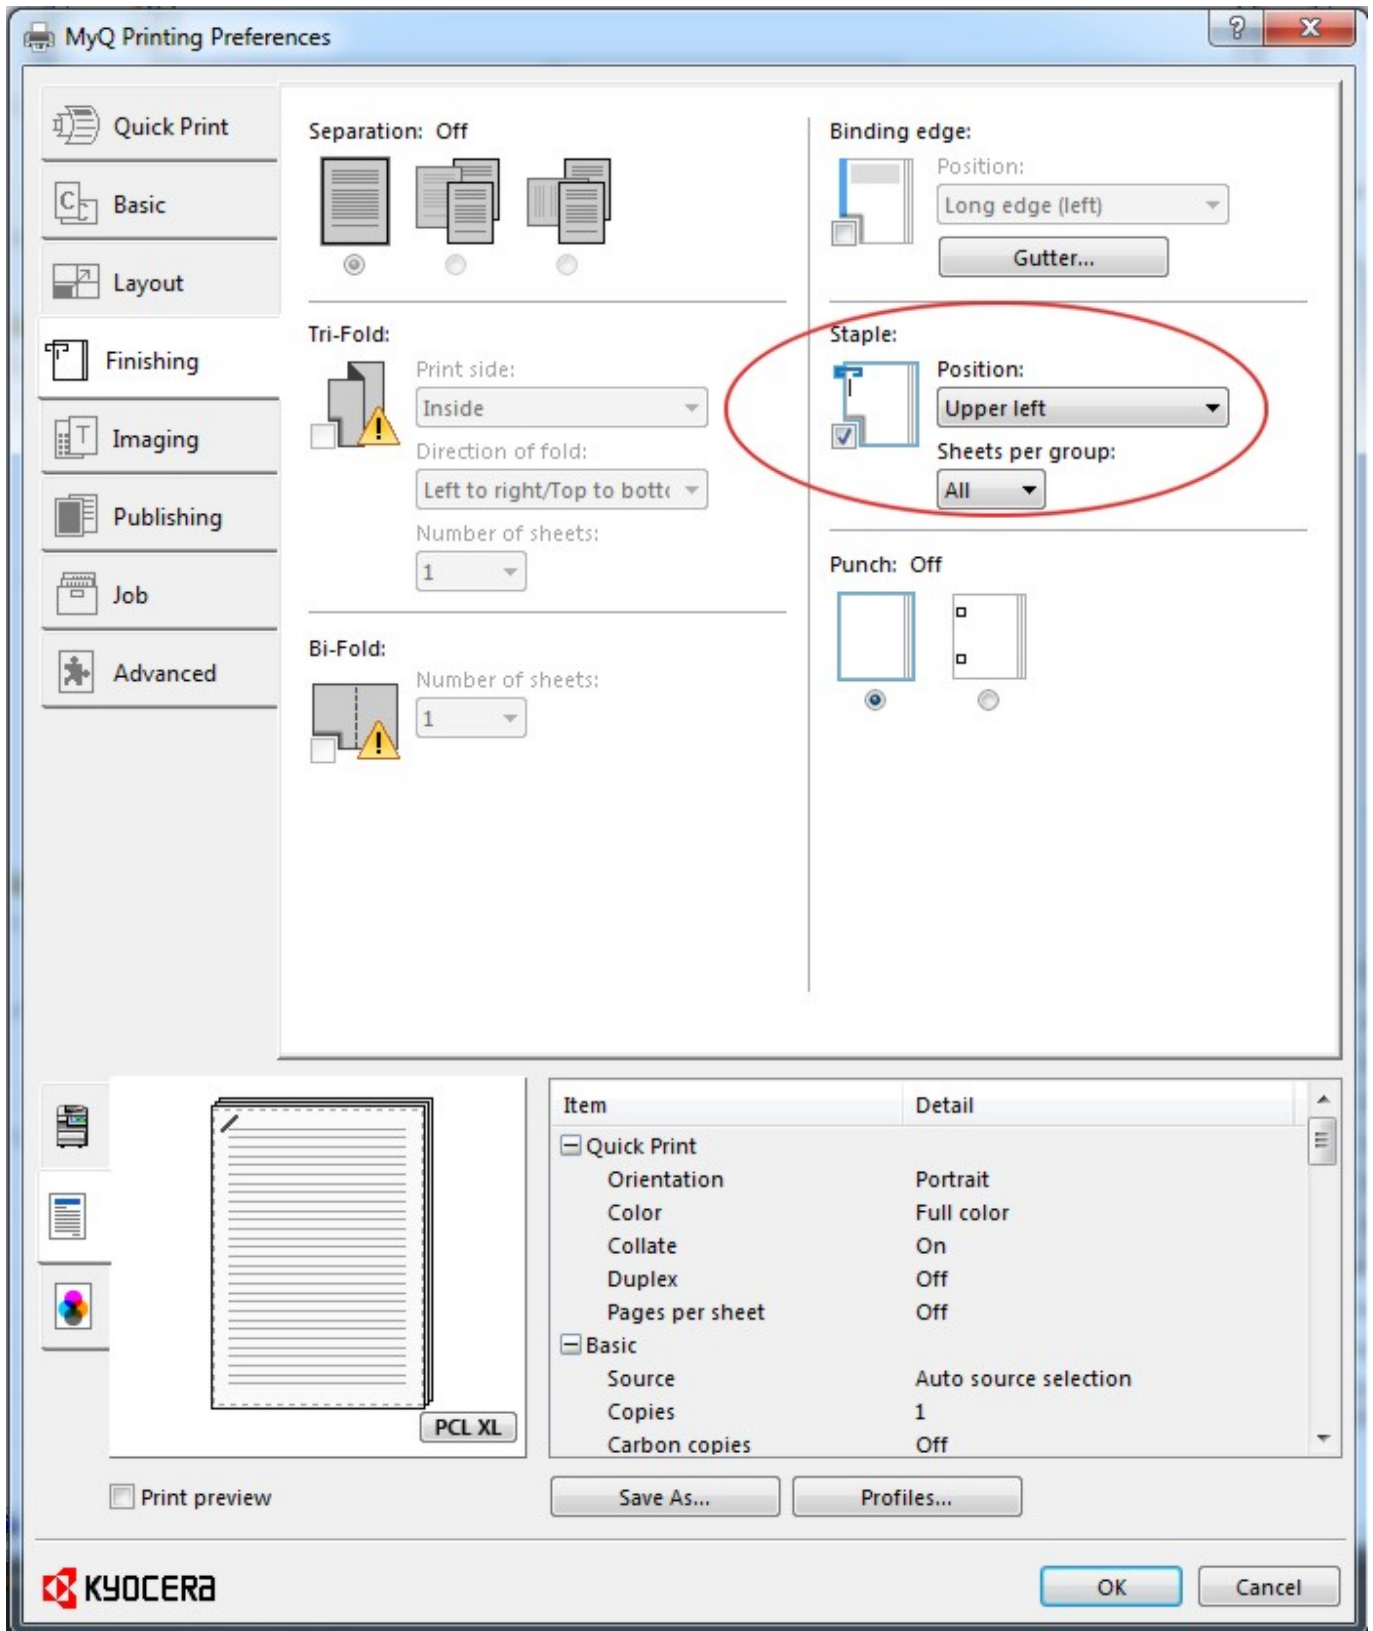 MyQ Printing Preferences
Quick Print
Basic
Layout
Finishing
Imaging
Publishing
Job
Advanced
Separation: Off
Tri-Fold:
Print side:
Inside
Direction of fold:
Left to right/Top to botto
Number of sheets:
1
Bi-Fold:
Number of sheets:
1
Binding edge:
Position:
Long edge (left)
Gutter...
Staple:
Position:
Upper left
Sheets per group:
All
Punch: Off
PCL XL
Print preview
Item Detail
Quick Print
Orientation Portrait
Color Full color
Collate On
Duplex Off
Pages per sheet Off
Basic
Source Auto source selection
Copies 1
Carbon copies Off
Save As... Profiles...
KYOCERA
OK Cancel